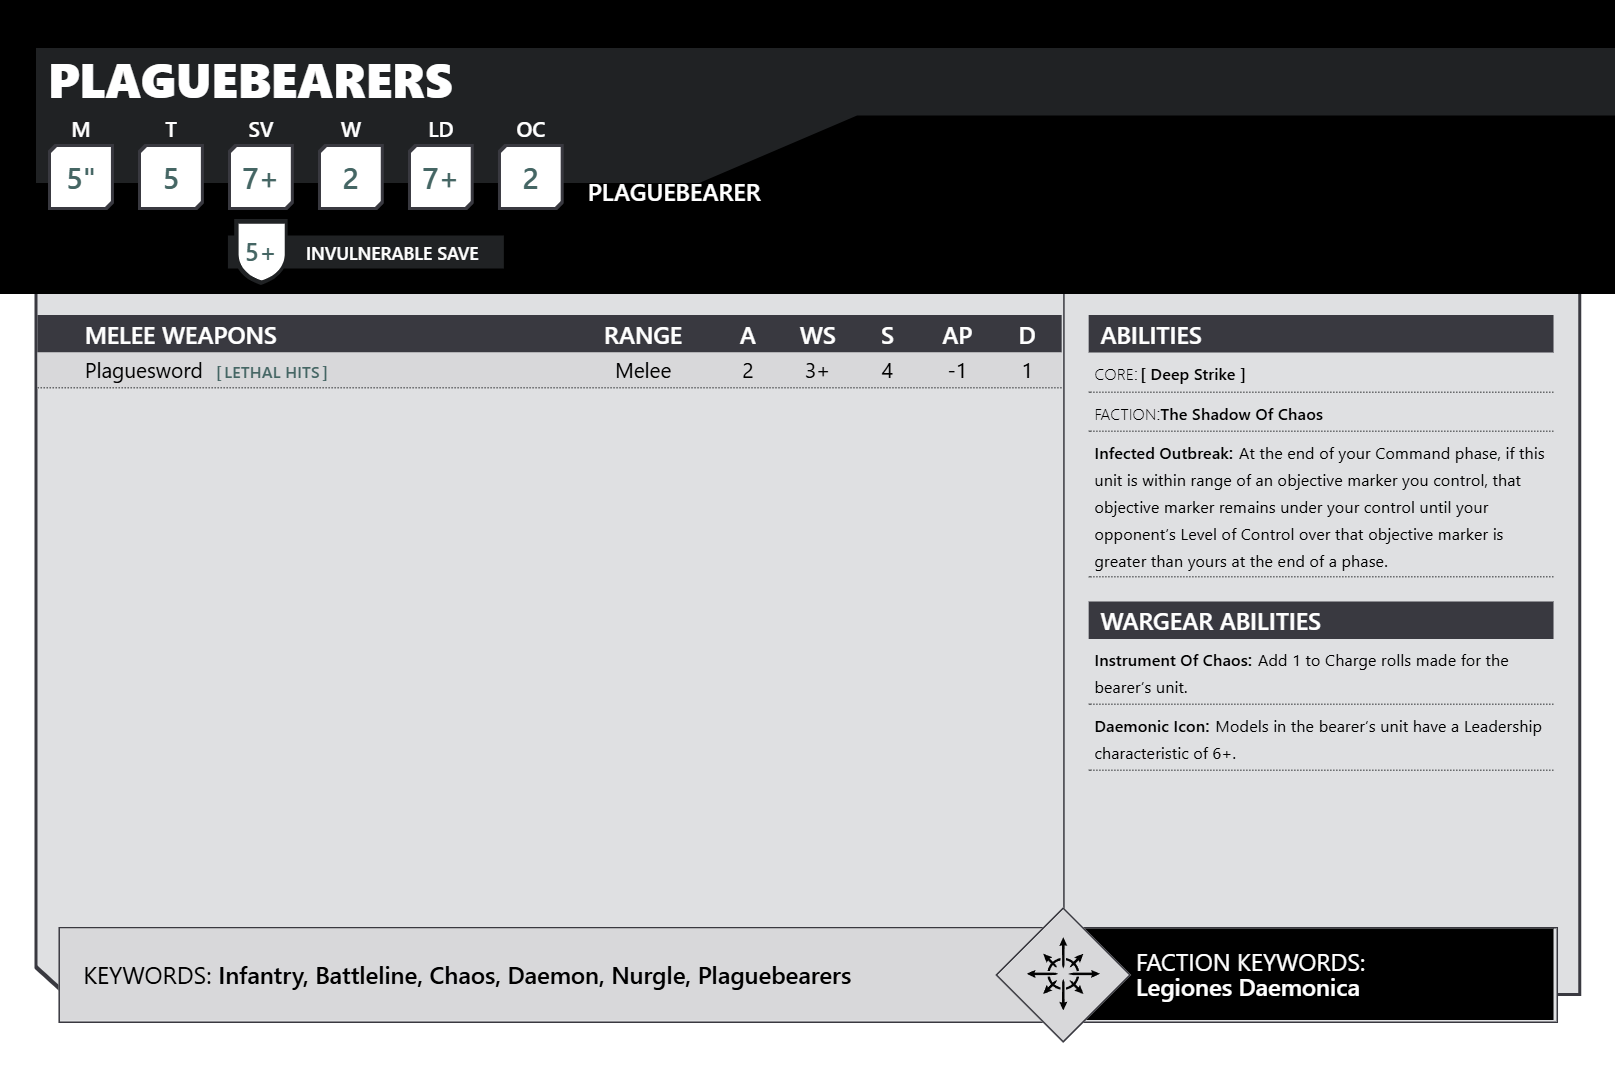 PLAGUEBEARERS
M T SV W LD OC
5" 5 7+ 2 7+ 2 PLAGUEBEARER
5+ INVULNERABLE SAVE
MELEE WEAPONS RANGE A WS S AP D
Plaguesword [LETHAL HITS] Melee 2 3+ 4 -1 1
ABILITIES
CORE: [ Deep Strike ]
FACTION:The Shadow Of Chaos
Infected Outbreak: At the end of your Command phase, if this
unit is within range of an objective marker you control, that
objective marker remains under your control until your
opponent’s Level of Control over that objective marker is
greater than yours at the end of a phase.
WARGEAR ABILITIES
Instrument Of Chaos: Add 1 to Charge rolls made for the
bearer’s unit.
Daemonic Icon: Models in the bearer’s unit have a Leadership
characteristic of 6+.
KEYWORDS: Infantry, Battleline, Chaos, Daemon, Nurgle, Plaguebearers
FACTION KEYWORDS:
Legiones Daemonica